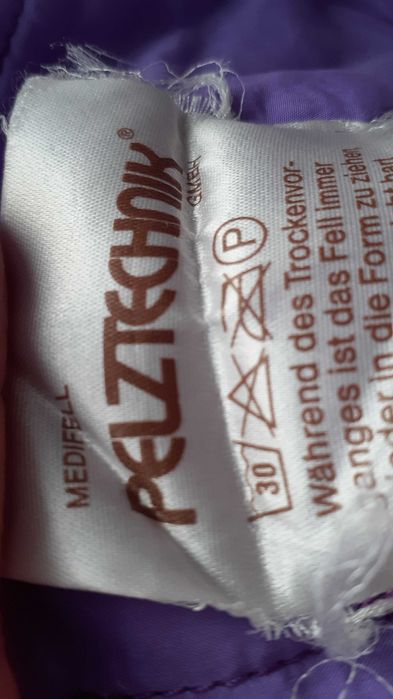 MEDIFELL
PELZTECHNIK®
GMBH
30 P
Während des Trockenvor-
ganges ist das Fell immer
wieder in die Form zu ziehen